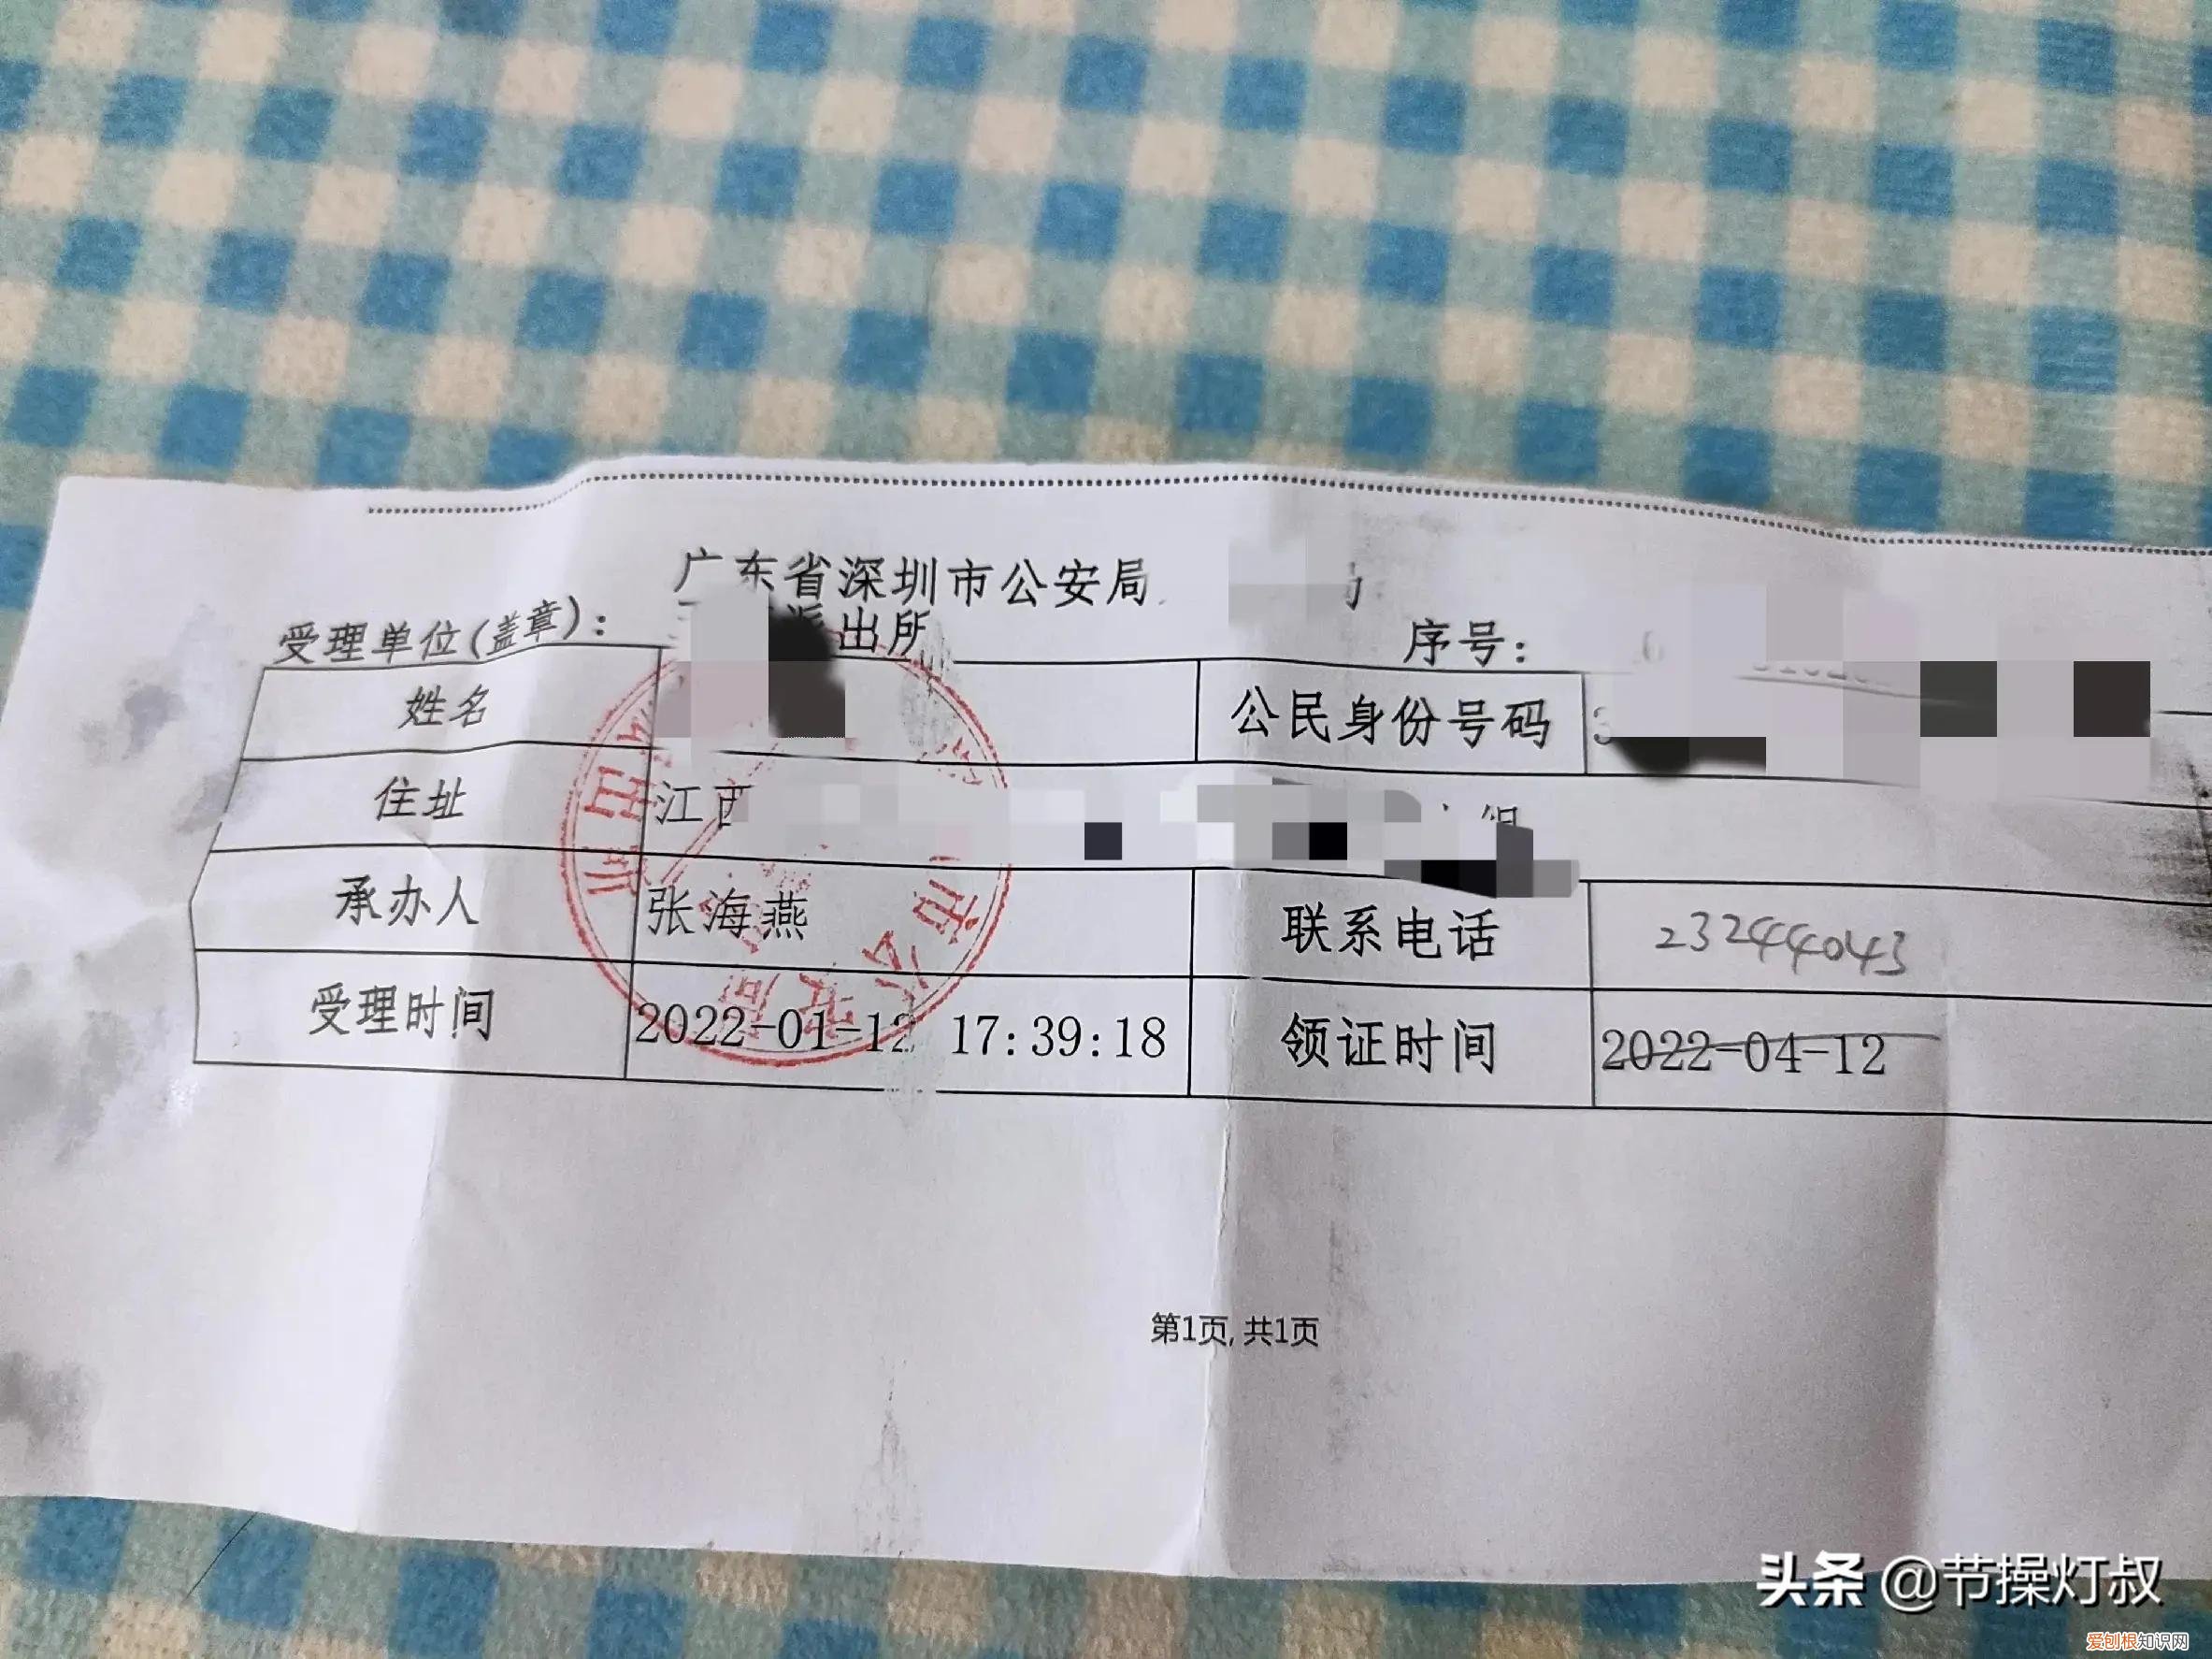 广东省深圳市公安局
受理单位(盖章): 派出所 序号:
姓名 公民身份号码 3
住址 江西
承办人 张海燕 联系电话 23244043
受理时间 2022-01-12 17:39:18 领证时间 2022-04-12
第1页, 共1页
头条 @节操灯叔
爱刨根知识网